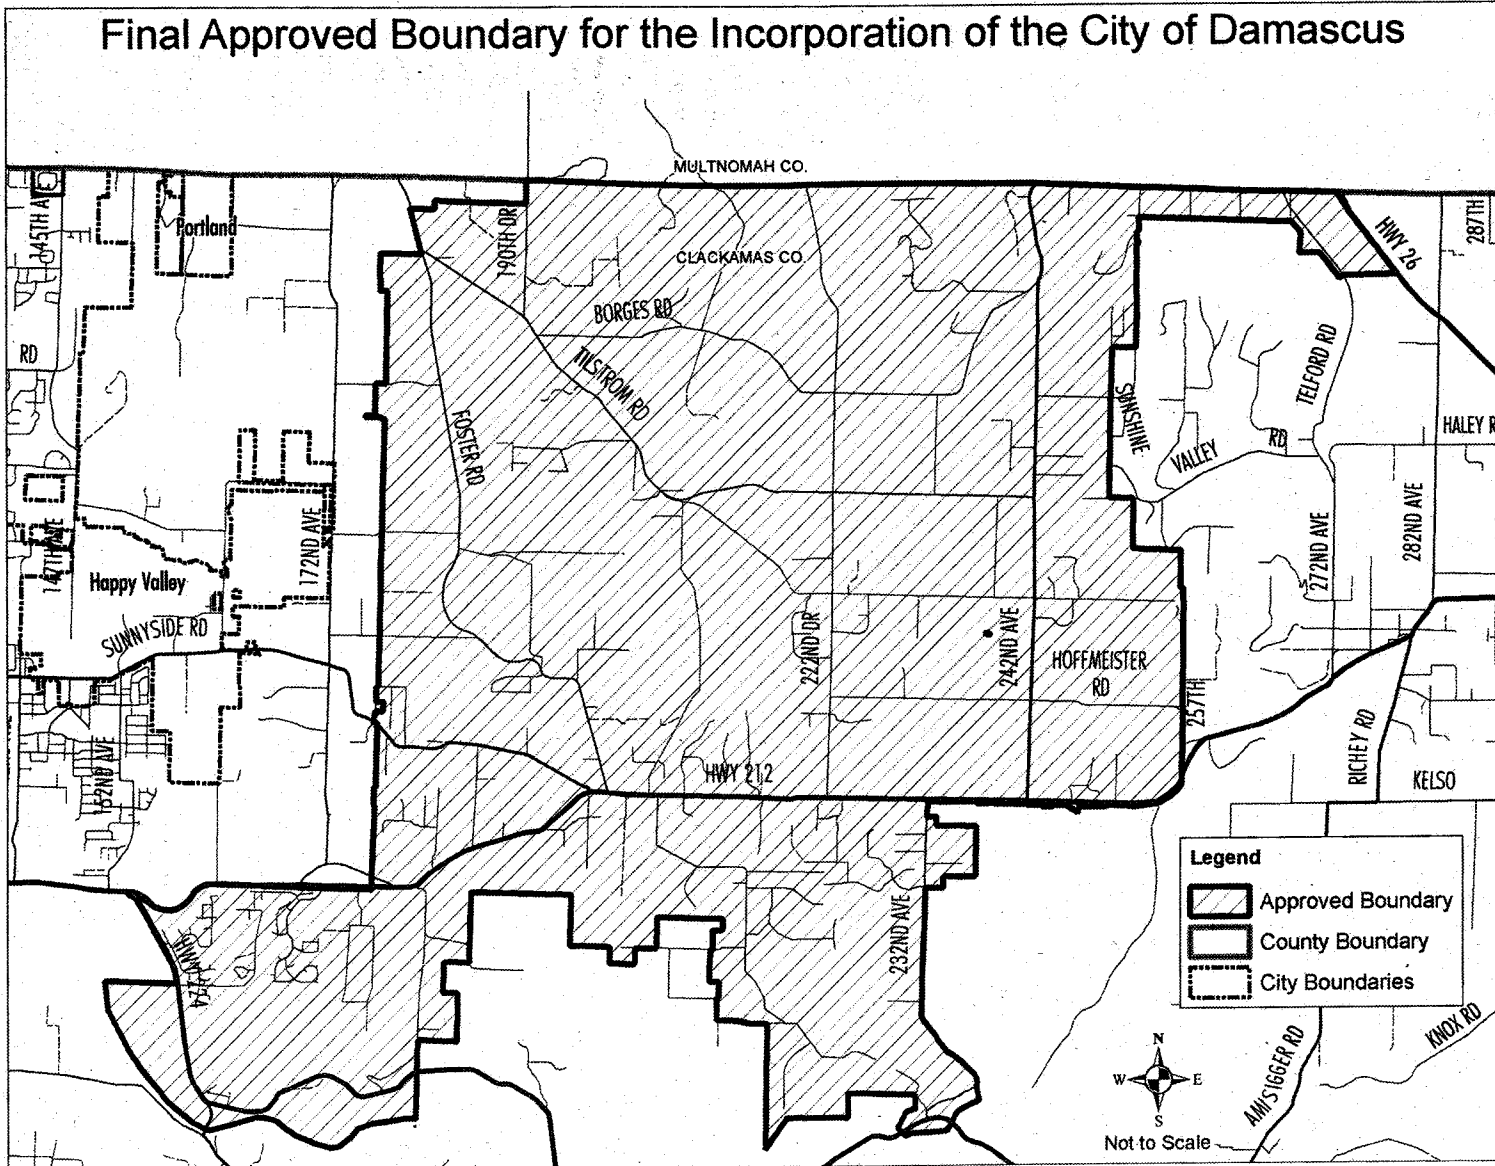 Final Approved Boundary for the Incorporation of the City of Damascus
MULTNOMAH CO.
CLACKAMAS CO.
145TH AVE
Portland
190TH DR
HWY 26
287TH
BORGES RD
RD
TILSTROM RD
TELFORD RD
FOSTER RD
SUNSHINE
VALLEY
RD
HALEY R
147TH AVE
172ND AVE
272ND AVE
282ND AVE
Happy Valley
SUNNYSIDE RD
222ND DR
242ND AVE
HOFFMEISTER
RD
257TH
RICHEY RD
KELSO
HWY 212
152ND AVE
Legend
Approved Boundary
County Boundary
City Boundaries
232ND AVE
HWY 224
N
W
E
S
Not to Scale
AMISIGGER RD
KNOX RD